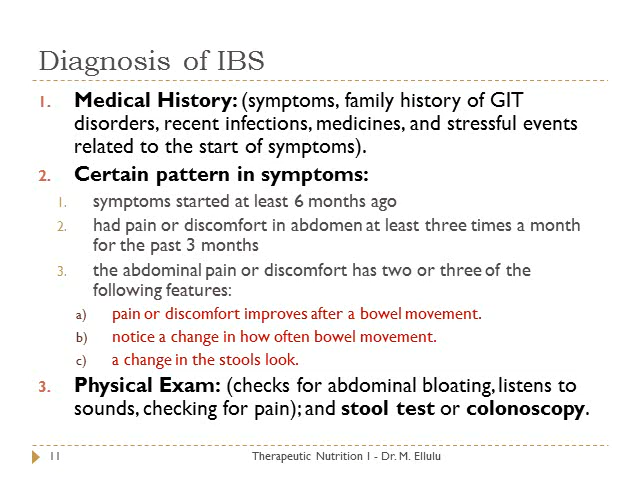 Diagnosis of IBS
1. Medical History: (symptoms, family history of GIT
disorders, recent infections, medicines, and stressful events
related to the start of symptoms).
2. Certain pattern in symptoms:
1. symptoms started at least 6 months ago
2. had pain or discomfort in abdomen at least three times a month
for the past 3 months
3. the abdominal pain or discomfort has two or three of the
following features:
a) pain or discomfort improves after a bowel movement.
b) notice a change in how often bowel movement.
c) a change in the stools look.
3. Physical Exam: (checks for abdominal bloating, listens to
sounds, checking for pain); and stool test or colonoscopy.
11 Therapeutic Nutrition I - Dr. M. Ellulu